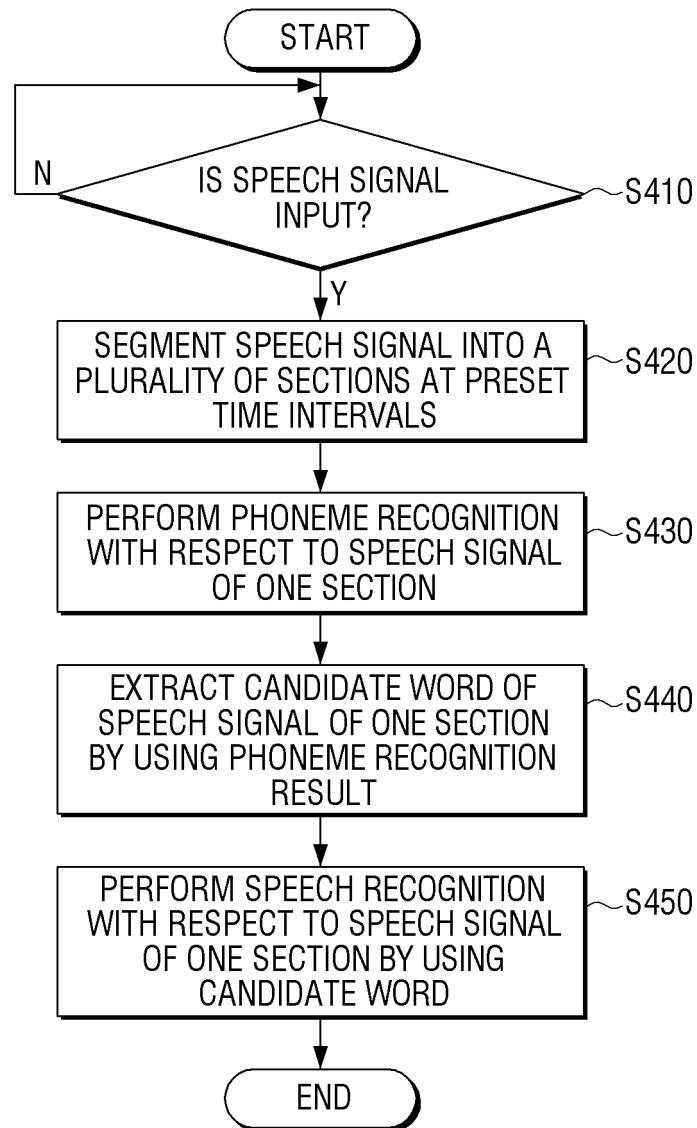 START
N
IS SPEECH SIGNAL
INPUT?
S410
Y
SEGMENT SPEECH SIGNAL INTO A
PLURALITY OF SECTIONS AT PRESET
TIME INTERVALS
S420
PERFORM PHONEME RECOGNITION
WITH RESPECT TO SPEECH SIGNAL
OF ONE SECTION
S430
EXTRACT CANDIDATE WORD OF
SPEECH SIGNAL OF ONE SECTION
BY USING PHONEME RECOGNITION
RESULT
S440
PERFORM SPEECH RECOGNITION
WITH RESPECT TO SPEECH SIGNAL
OF ONE SECTION BY USING
CANDIDATE WORD
S450
END